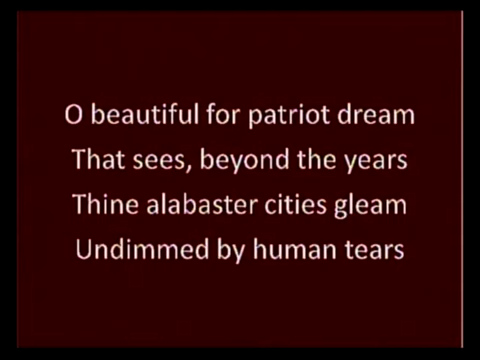 O beautiful for patriot dream
That sees, beyond the years
Thine alabaster cities gleam
Undimmed by human tears